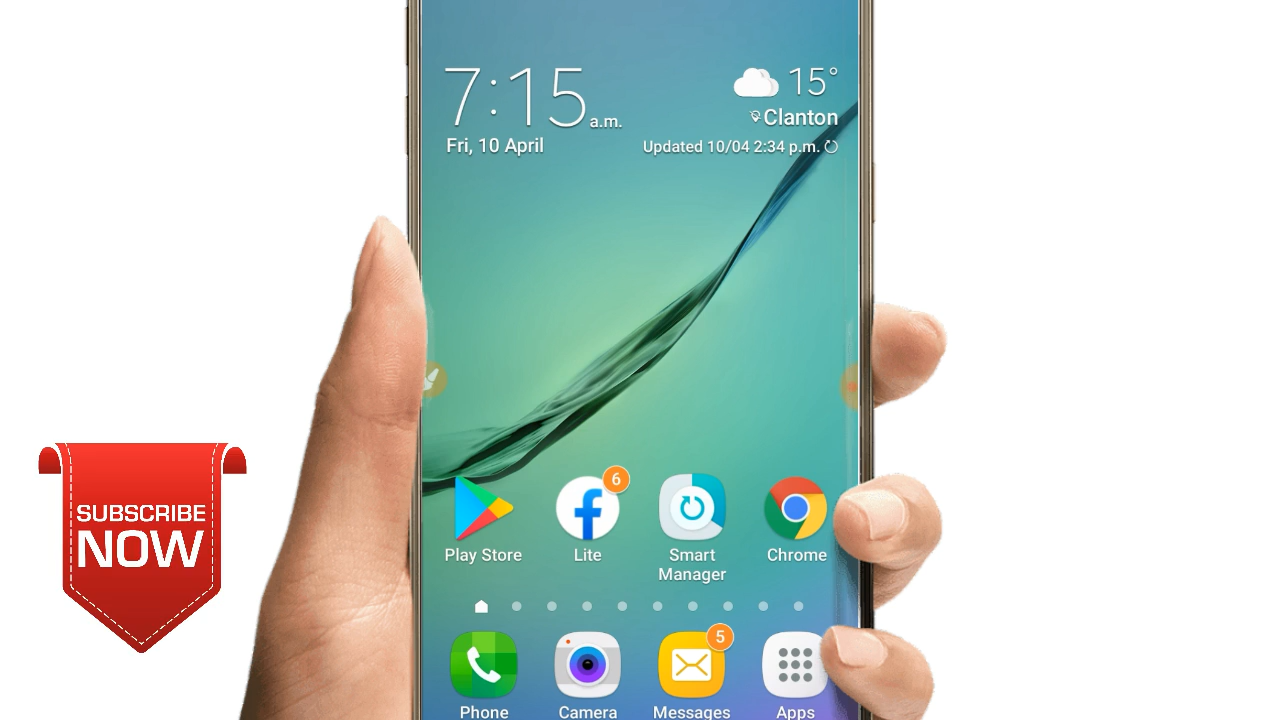 7:15 a.m.
15°
Clanton
Fri, 10 April
Updated 10/04 2:34 p.m.
6
Play Store
Lite
Smart
Manager
Chrome
SUBSCRIBE
NOW
5
Phone
Camera
Messages
Apps